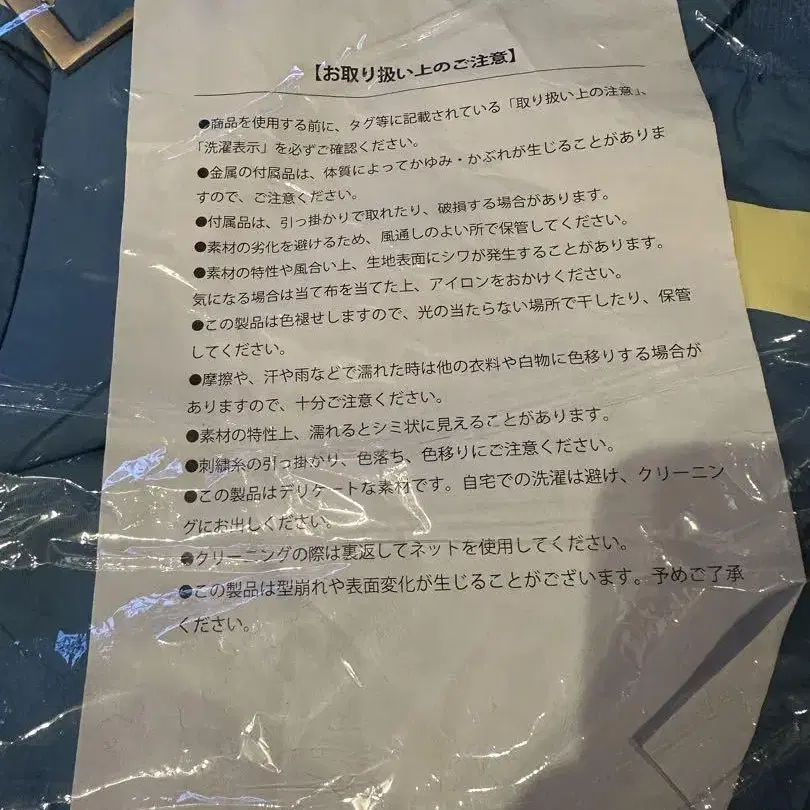 【お取り扱い上のご注意】
●商品を使用する前に、タグ等に記載されている「取り扱い上の注意」、
「洗濯表示」を必ずご確認ください。
●金属の付属品は、体質によってかゆみ・かぶれが生じることがありま
すので、ご注意ください。
●付属品は、引っ掛かりで取れたり、破損する場合があります。
●素材の劣化を避けるため、風通しのよい所で保管してください。
●素材の特性や風合い上、生地表面にシワが発生することがあります。
気になる場合は当て布を当てた上、アイロンをおかけください。
●この製品は色褪せしますので、光の当たらない場所で干したり、保管
してください。
●摩擦や、汗や雨などで濡れた時は他の衣料や白物に色移りする場合が
ありますので、十分ご注意ください。
●素材の特性上、濡れるとシミ状に見えることがあります。
●刺繍糸の引っ掛かり、色落ち、色移りにご注意ください。
●この製品はデリケートな素材です。自宅での洗濯は避け、クリーニン
グにお出しください。
●クリーニングの際は裏返してネットを使用してください。
●この製品は型崩れや表面変化が生じることがございます。予めご了承
ください。